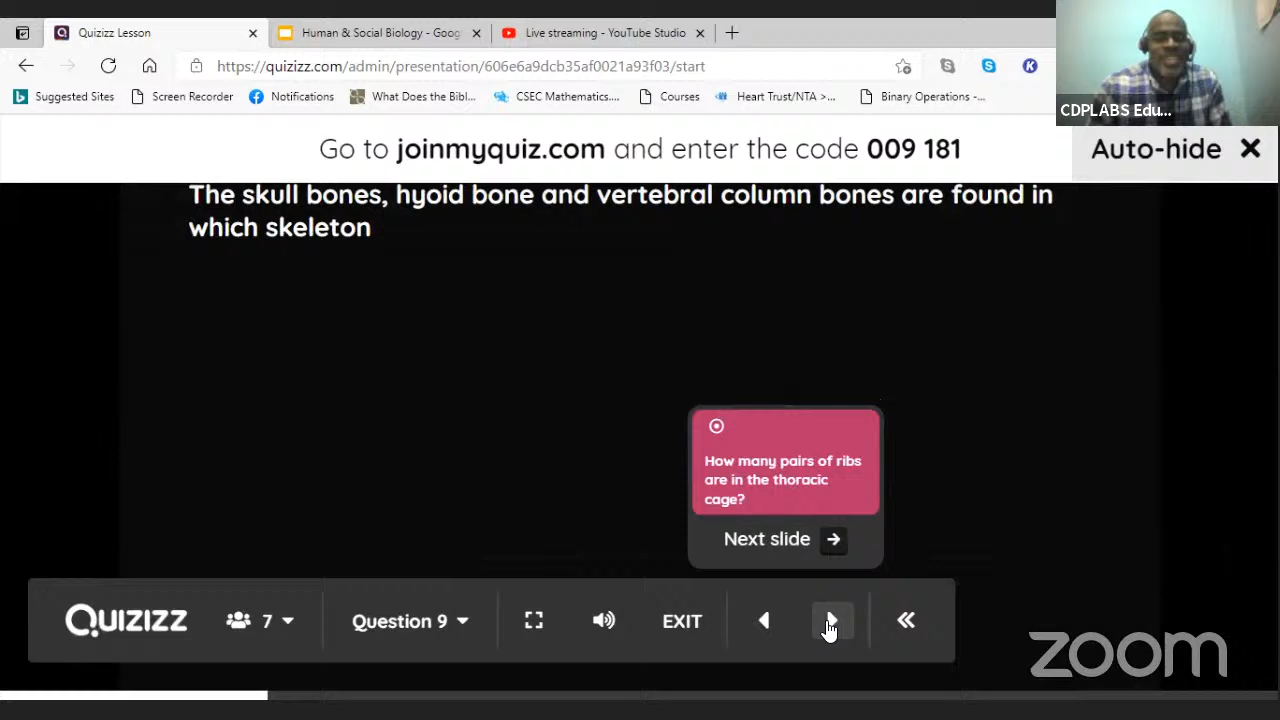 Quizizz Lesson
Human & Social Biology - Goog
Live streaming - YouTube Studio
https://quizizz.com/admin/presentation/606e6a9dcb35af0021a93f03/start
Suggested Sites
Screen Recorder
Notifications
What Does the Bibl...
CSEC Mathematics....
Courses
Heart Trust/NTA >...
Binary Operations -...
CDPLABS Edu...
Go to joinmyquiz.com and enter the code 009 181
Auto-hide
The skull bones, hyoid bone and vertebral column bones are found in
which skeleton
How many pairs of ribs
are in the thoracic
cage?
Next slide
QUIZIZZ
7
Question 9
EXIT
zoom